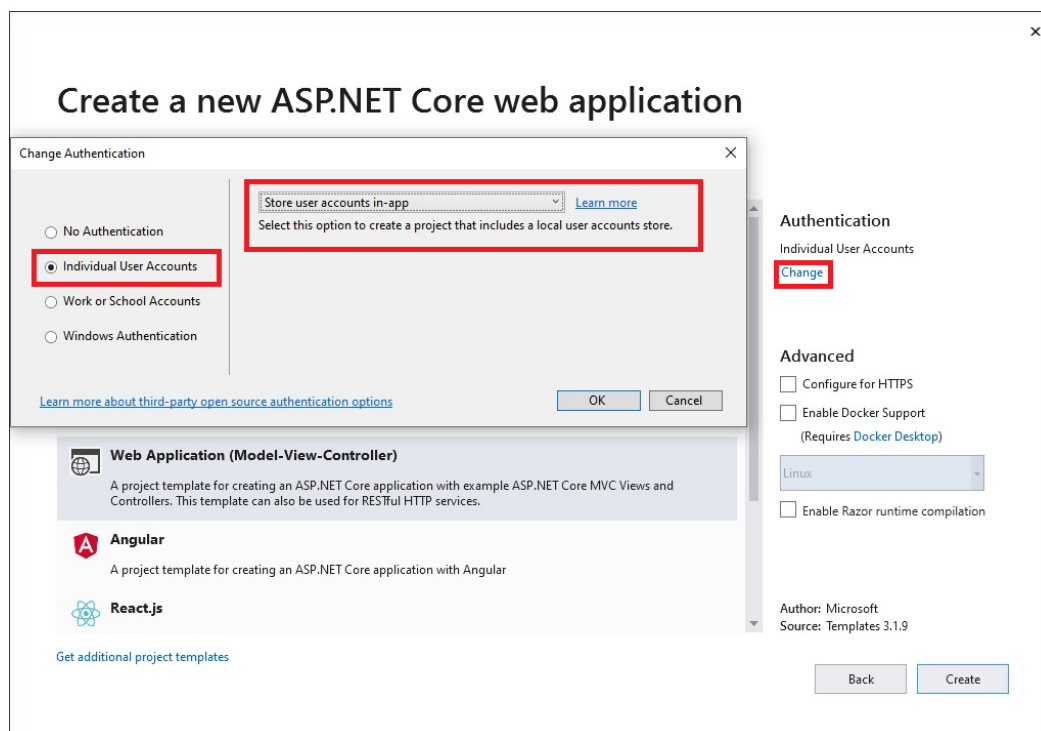 Create a new ASP.NET Core web application
Change Authentication
No Authentication
Individual User Accounts
Work or School Accounts
Windows Authentication
Store user accounts in-app
Learn more
Select this option to create a project that includes a local user accounts store.
Learn more about third-party open source authentication options
OK
Cancel
Web Application (Model-View-Controller)
A project template for creating an ASP.NET Core application with example ASP.NET Core MVC Views and
Controllers. This template can also be used for RESTful HTTP services.
Angular
A project template for creating an ASP.NET Core application with Angular
React.js
Get additional project templates
Authentication
Individual User Accounts
Change
Advanced
Configure for HTTPS
Enable Docker Support
(Requires Docker Desktop)
Linux
Enable Razor runtime compilation
Author: Microsoft
Source: Templates 3.1.9
Back
Create